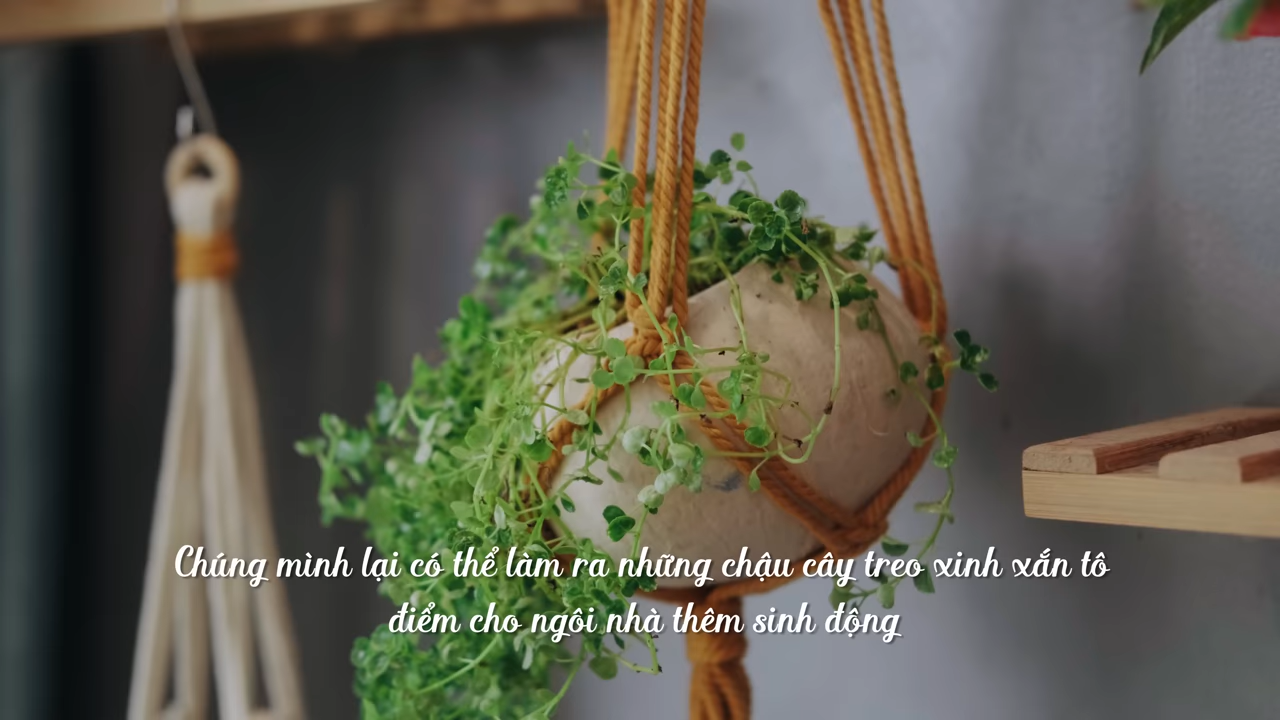 Chúng mình lại có thể làm ra những chậu cây treo xinh xắn tô
điểm cho ngôi nhà thêm sinh động